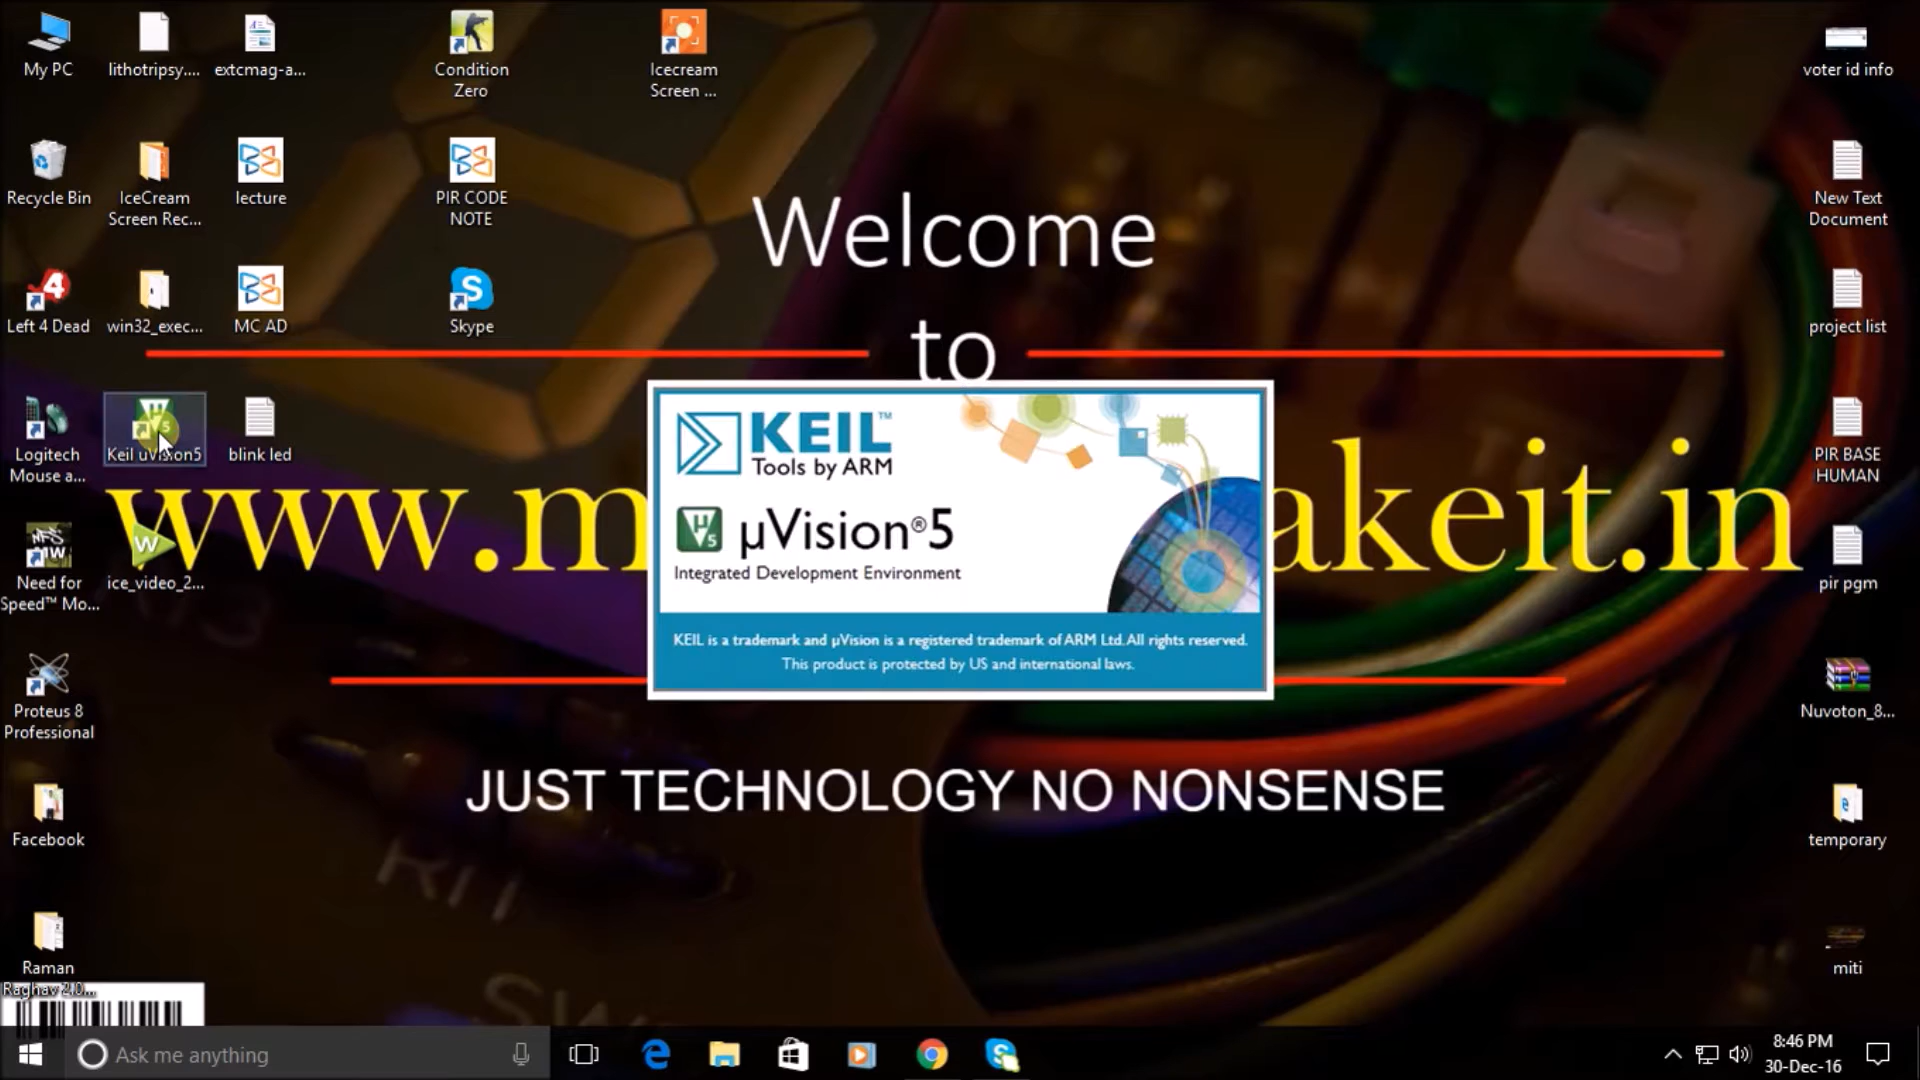 My PC
lithotripsy....
extcmag-a...
Condition
Zero
Icecream
Screen ...
voter id info
Recycle Bin
IceCream
Screen Rec...
lecture
PIR CODE
NOTE
New Text
Document
Welcome
to
Left 4 Dead
win32_exec...
MC AD
Skype
project list
Logitech
Mouse a...
Keil uVision5
blink led
PIR BASE
HUMAN
KEIL™
Tools by ARM
µVision®5
Integrated Development Environment
KEIL is a trademark and µVision is a registered trademark of ARM Ltd. All rights reserved.
This product is protected by US and international laws.
www.m
akeit.in
Need for
Speed™ Mo...
ice_video_2...
pir pgm
Proteus 8
Professional
Nuvoton_8...
JUST TECHNOLOGY NO NONSENSE
Facebook
temporary
Raman
Raghav 2.0...
miti
Ask me anything
8:46 PM
30-Dec-16